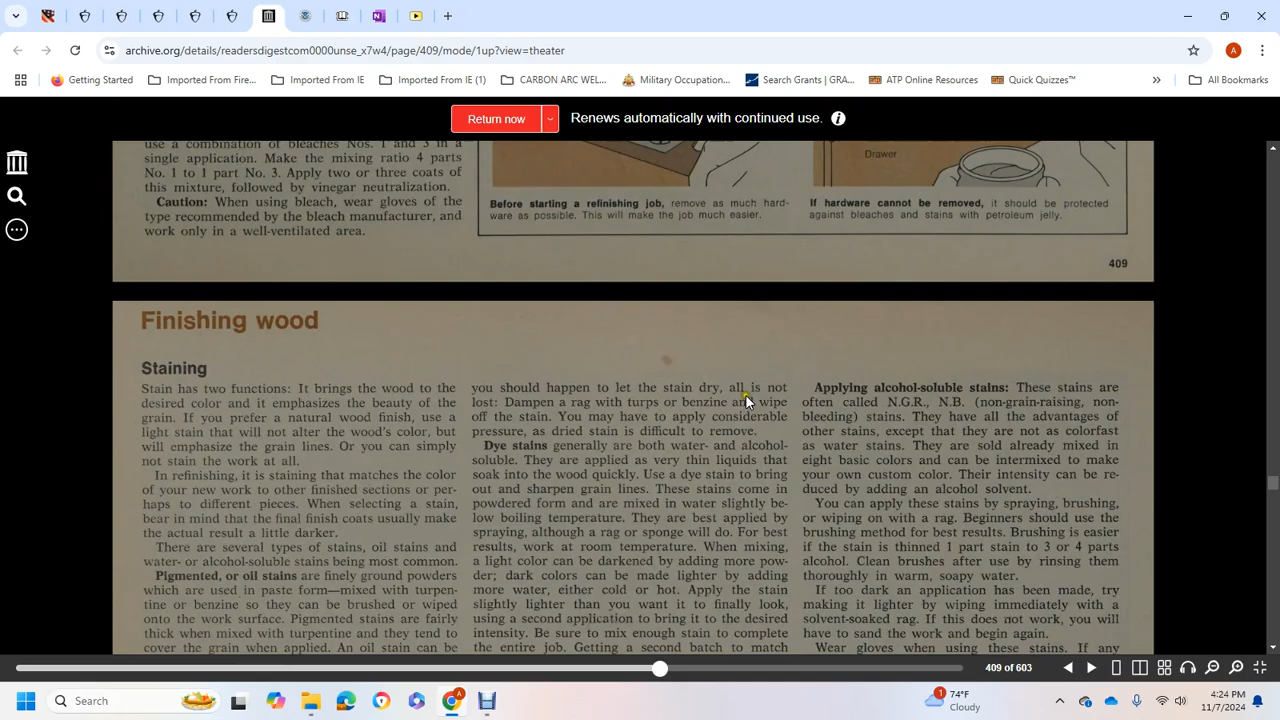 archive.org/details/readersdigestcom0000unse_x7w4/page/409/mode/1up?view=theater
A
Getting Started
Imported From Fire...
Imported From IE
Imported From IE (1)
CARBON ARC WEL...
Military Occupation...
Search Grants | GRA...
ATP Online Resources
Quick Quizzes™
»
All Bookmarks
Return now
Renews automatically with continued use.
use a combination of bleaches Nos. 1 and 3 in a
single application. Make the mixing ratio 4 parts
No. 1 to 1 part No. 3. Apply two or three coats of
this mixture, followed by vinegar neutralization.
Caution: When using bleach, wear gloves of the
type recommended by the bleach manufacturer, and
work only in a well-ventilated area.
Drawer
Before starting a refinishing job, remove as much hard-
ware as possible. This will make the job much easier.
If hardware cannot be removed, it should be protected
against bleaches and stains with petroleum jelly.
409
Finishing wood
Staining
Stain has two functions: It brings the wood to the
desired color and it emphasizes the beauty of the
grain. If you prefer a natural wood finish, use a
light stain that will not alter the wood's color, but
will emphasize the grain lines. Or you can simply
not stain the work at all.
In refinishing, it is staining that matches the color
of your new work to other finished sections or per-
haps to different pieces. When selecting a stain,
bear in mind that the final finish coats usually make
the actual result a little darker.
There are several types of stains, oil stains and
water- or alcohol-soluble stains being most common.
Pigmented, or oil stains are finely ground powders
which are used in paste form—mixed with turpen-
tine or benzine so they can be brushed or wiped
onto the work surface. Pigmented stains are fairly
thick when mixed with turpentine and they tend to
cover the grain when applied. An oil stain can be
you should happen to let the stain dry, all is not
lost: Dampen a rag with turps or benzine and wipe
off the stain. You may have to apply considerable
pressure, as dried stain is difficult to remove.
Dye stains generally are both water- and alcohol-
soluble. They are applied as very thin liquids that
soak into the wood quickly. Use a dye stain to bring
out and sharpen grain lines. These stains come in
powdered form and are mixed in water slightly be-
low boiling temperature. They are best applied by
spraying, although a rag or sponge will do. For best
results, work at room temperature. When mixing,
a light color can be darkened by adding more pow-
der; dark colors can be made lighter by adding
more water, either cold or hot. Apply the stain
slightly lighter than you want it to finally look,
using a second application to bring it to the desired
intensity. Be sure to mix enough stain to complete
the entire job. Getting a second batch to match
Applying alcohol-soluble stains: These stains are
often called N.G.R., N.B. (non-grain-raising, non-
bleeding) stains. They have all the advantages of
other stains, except that they are not as colorfast
as water stains. They are sold already mixed in
eight basic colors and can be intermixed to make
your own custom color. Their intensity can be re-
duced by adding an alcohol solvent.
You can apply these stains by spraying, brushing,
or wiping on with a rag. Beginners should use the
brushing method for best results. Brushing is easier
if the stain is thinned 1 part stain to 3 or 4 parts
alcohol. Clean brushes after use by rinsing them
thoroughly in warm, soapy water.
If too dark an application has been made, try
making it lighter by wiping immediately with a
solvent-soaked rag. If this does not work, you will
have to sand the work and begin again.
Wear gloves when using these stains. If any
409 of 603
Search
1
74°F
Cloudy
4:24 PM
11/7/2024